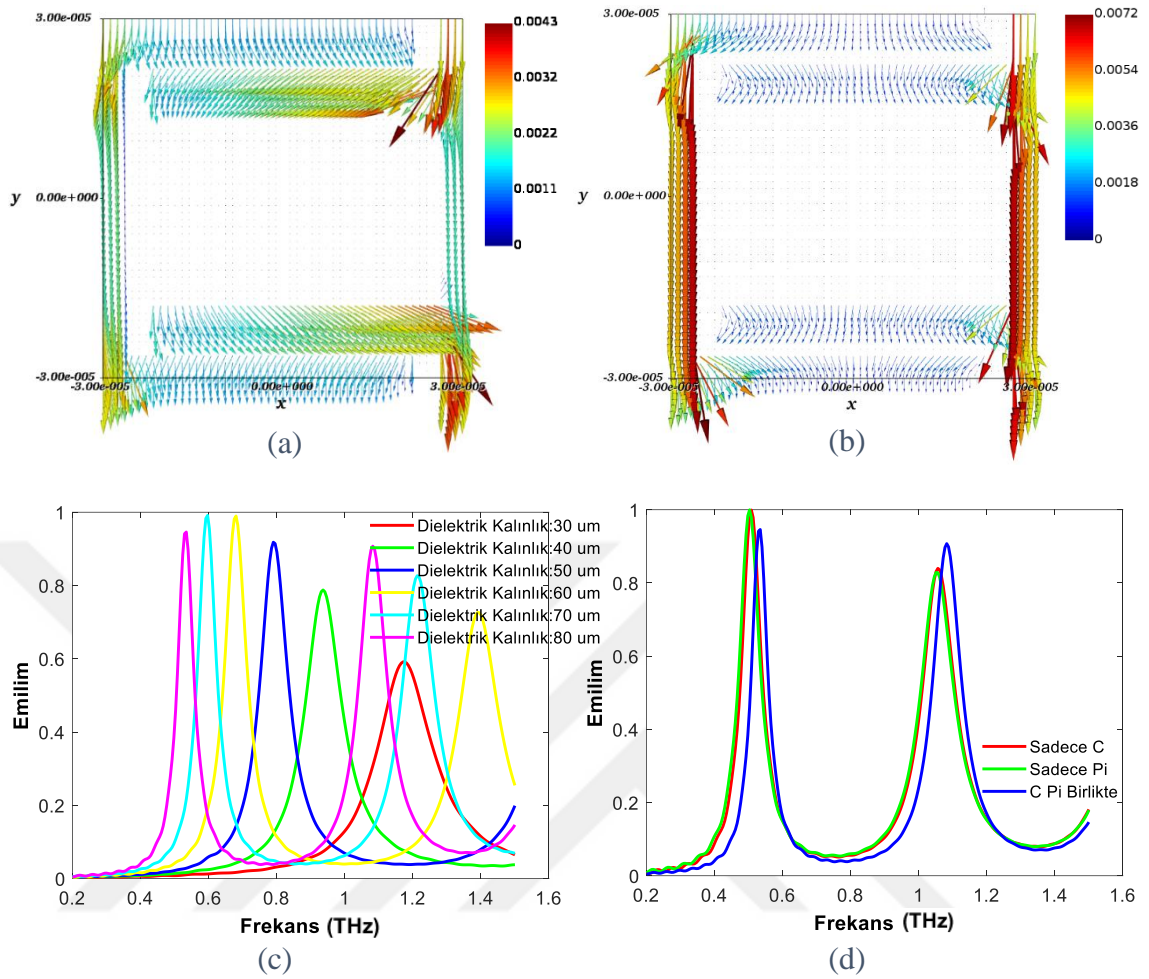 3.00e-005
y
0.00e+000
-3.00e-005
-3.00e-005
0.00e+000
3.00e-005
x
0.0043
0.0032
0.0022
0.0011
0
(a)
3.00e-005
y
0.00e+000
-3.00e-005
-3.00e-005
0.00e+000
3.00e-005
x
0.0072
0.0054
0.0036
0.0018
0
(b)
1
0.8
0.6
0.4
0.2
0
Emilim
0.2 0.4 0.6 0.8 1 1.2 1.4 1.6
Frekans (THz)
Dielektrik Kalınlık:30 um
Dielektrik Kalınlık:40 um
Dielektrik Kalınlık:50 um
Dielektrik Kalınlık:60 um
Dielektrik Kalınlık:70 um
Dielektrik Kalınlık:80 um
(c)
1
0.8
0.6
0.4
0.2
0
Emilim
0.2 0.4 0.6 0.8 1 1.2 1.4 1.6
Frekans (THz)
Sadece C
Sadece Pi
C Pi Birlikte
(d)